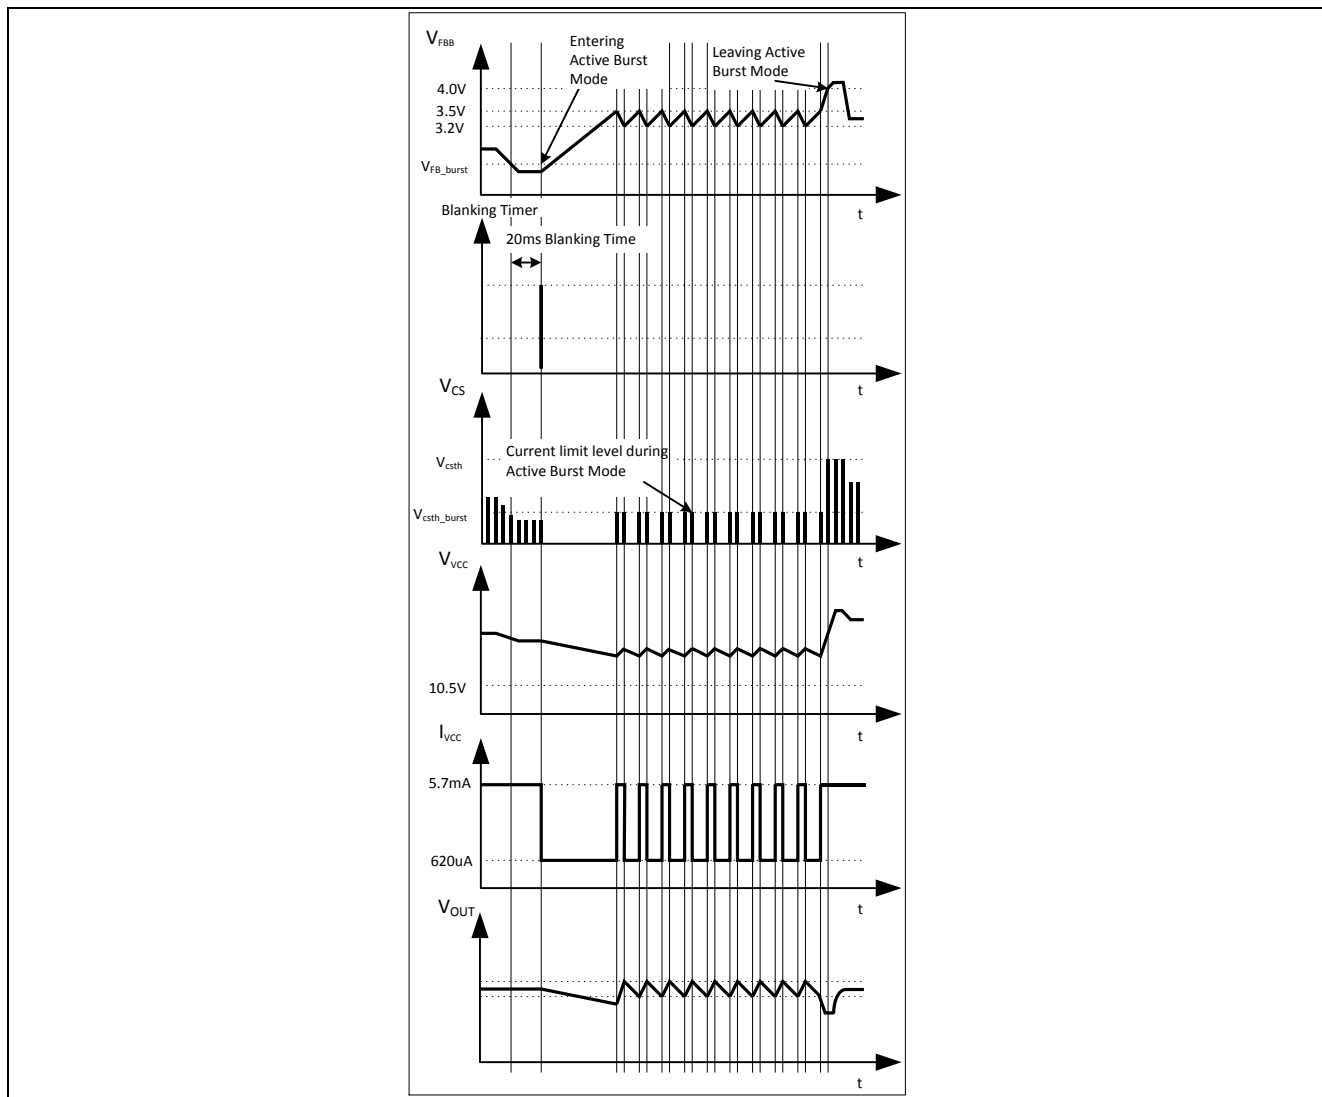 V_FBB
Entering
Active Burst
Mode
Leaving Active
Burst Mode
4.0V
3.5V
3.2V
V_FB_burst
t
Blanking Timer
20ms Blanking Time
t
V_CS
Current limit level during
Active Burst Mode
V_csth
V_csth_burst
t
V_VCC
10.5V
t
I_VCC
5.7mA
620uA
t
V_OUT
t